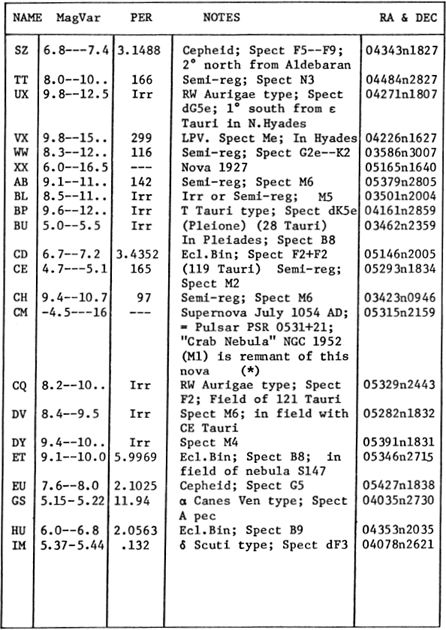 NAME MagVar PER NOTES RA & DEC
SZ 6.8---7.4 3.1488 Cepheid; Spect F5--F9; 04343n1827
2° north from Aldebaran
TT 8.0--10.. 166 Semi-reg; Spect N3 04484n2827
UX 9.8--12.5 Irr RW Aurigae type; Spect 04271n1807
dG5e; 1° south from ε
Tauri in N.Hyades
VX 9.8--15.. 299 LPV. Spect Me; In Hyades 04226n1627
WW 8.3--12.. 116 Semi-reg; Spect G2e--K2 03586n3007
XX 6.0--16.5 --- Nova 1927 05165n1640
AB 9.1--11.. 142 Semi-reg; Spect M6 05379n2805
BL 8.5--11.. Irr Irr or Semi-reg; M5 03501n2004
BP 9.6--12.. Irr T Tauri type; Spect dK5e 04161n2859
BU 5.0--5.5 Irr (Pleione) (28 Tauri) 03462n2359
In Pleiades; Spect B8
CD 6.7--7.2 3.4352 Ecl.Bin; Spect F2+F2 05146n2005
CE 4.7---5.1 165 (119 Tauri) Semi-reg; 05293n1834
Spect M2
CH 9.4--10.7 97 Semi-reg; Spect M6 03423n0946
CM -4.5---16 --- Supernova July 1054 AD; 05315n2159
= Pulsar PSR 0531+21;
"Crab Nebula" NGC 1952
(M1) is remnant of this
nova (*)
CQ 8.2--10.. Irr RW Aurigae type; Spect 05329n2443
F2; Field of 121 Tauri
DV 8.4--9.5 Irr Spect M6; in field with 05282n1832
CE Tauri
DY 9.4--10.. Irr Spect M4 05391n1831
ET 9.1--10.0 5.9969 Ecl.Bin; Spect B8; in 05346n2715
field of nebula S147
EU 7.6--8.0 2.1025 Cepheid; Spect G5 05427n1838
GS 5.15-5.22 11.94 α Canes Ven type; Spect 04035n2730
A pec
HU 6.0--6.8 2.0563 Ecl.Bin; Spect B9 04353n2035
IM 5.37-5.44 .132 δ Scuti type; Spect dF3 04078n2621